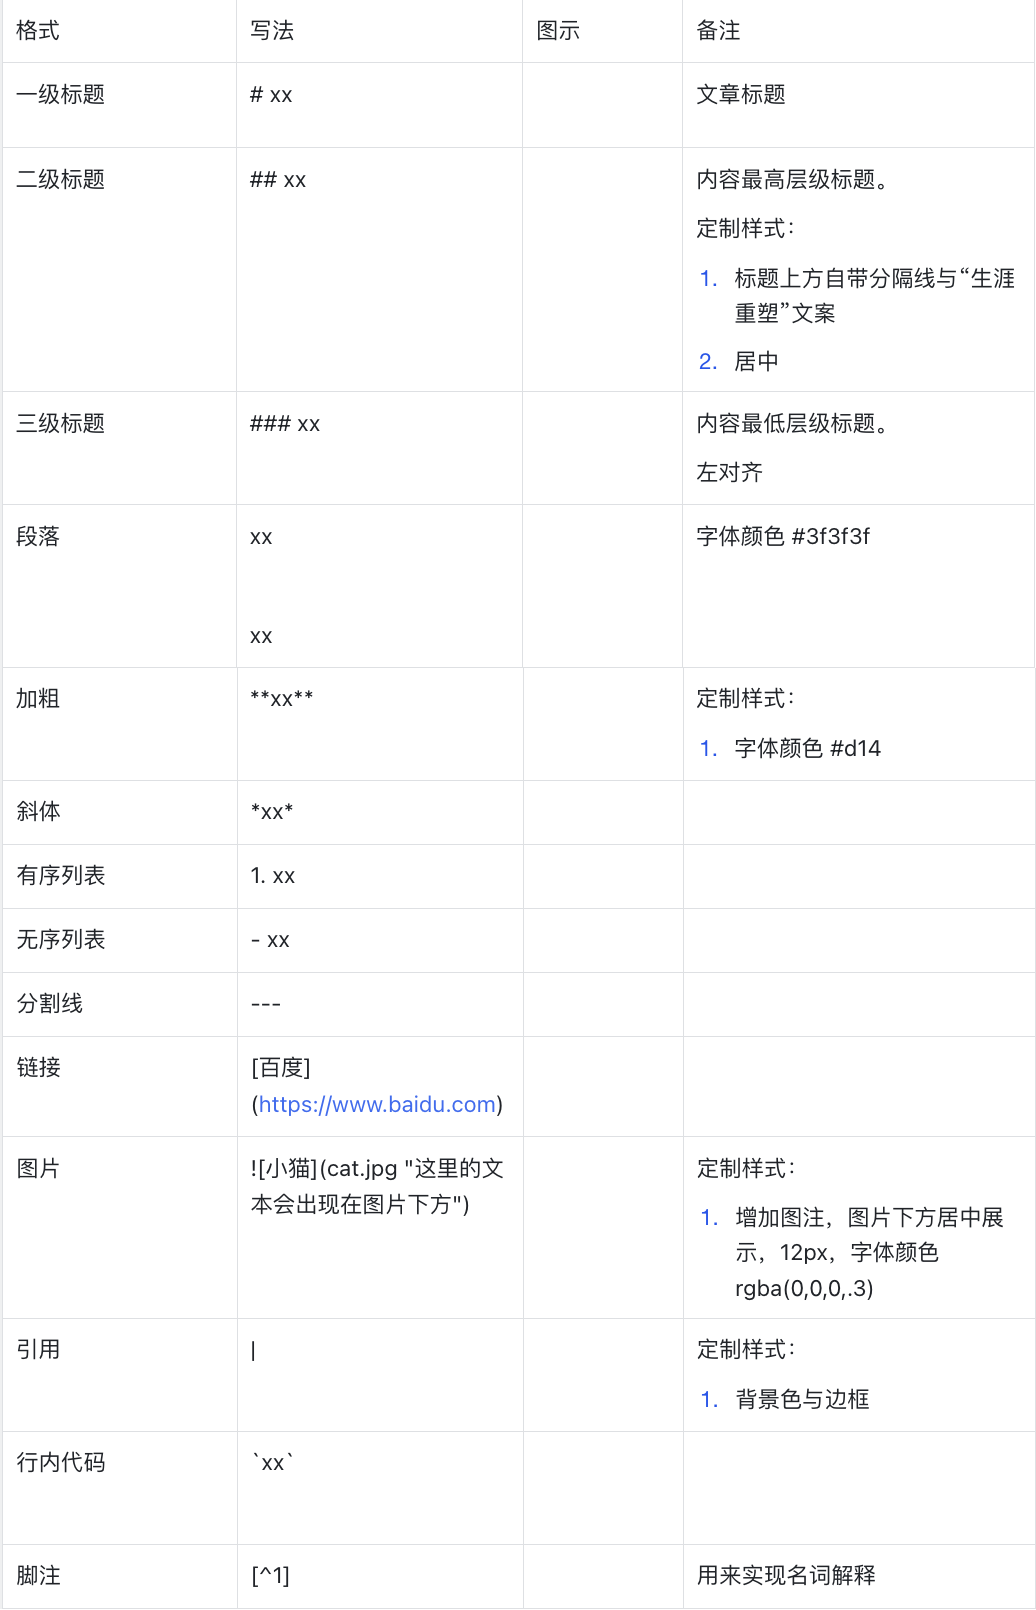 格式 写法 图示 备注
一级标题 # xx 文章标题
二级标题 ## xx 内容最高层级标题。
定制样式：
1. 标题上方自带分隔线与“生涯
重塑”文案
2. 居中
三级标题 ### xx 内容最低层级标题。
左对齐
段落 xx 字体颜色 #3f3f3f
xx
加粗 **xx** 定制样式：
1. 字体颜色 #d14
斜体 *xx*
有序列表 1. xx
无序列表 - xx
分割线 ---
链接 [百度]
(https://www.baidu.com)
图片 ![小猫](cat.jpg "这里的文 定制样式：
本会出现在图片下方")
1. 增加图注，图片下方居中展
示，12px，字体颜色
rgba(0,0,0,.3)
引用 | 定制样式：
1. 背景色与边框
行内代码 `xx`
脚注 [^1] 用来实现名词解释